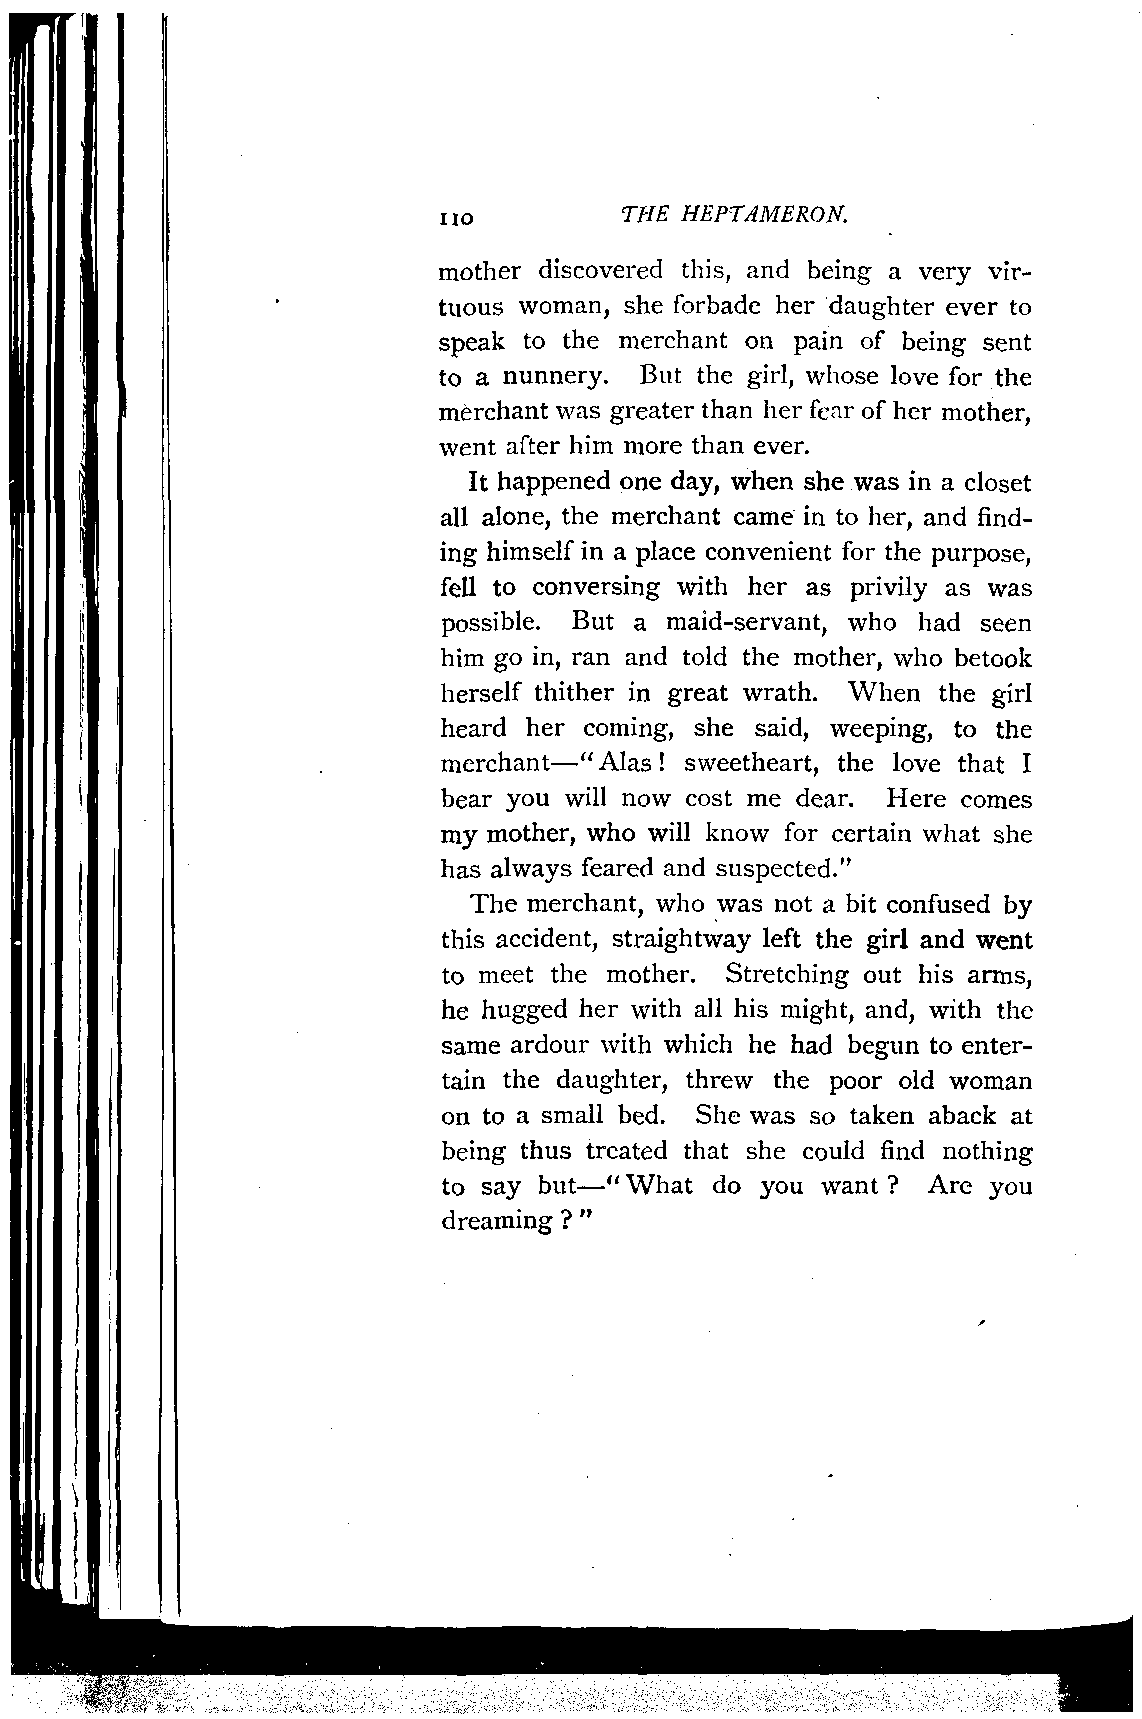 110 THE HEPTAMERON.
mother discovered this, and being a very vir-
tuous woman, she forbade her daughter ever to
speak to the merchant on pain of being sent
to a nunnery. But the girl, whose love for the
merchant was greater than her fear of her mother,
went after him more than ever.
It happened one day, when she was in a closet
all alone, the merchant came in to her, and find-
ing himself in a place convenient for the purpose,
fell to conversing with her as privily as was
possible. But a maid-servant, who had seen
him go in, ran and told the mother, who betook
herself thither in great wrath. When the girl
heard her coming, she said, weeping, to the
merchant—"Alas! sweetheart, the love that I
bear you will now cost me dear. Here comes
my mother, who will know for certain what she
has always feared and suspected."
The merchant, who was not a bit confused by
this accident, straightway left the girl and went
to meet the mother. Stretching out his arms,
he hugged her with all his might, and, with the
same ardour with which he had begun to enter-
tain the daughter, threw the poor old woman
on to a small bed. She was so taken aback at
being thus treated that she could find nothing
to say but—"What do you want? Are you
dreaming?"